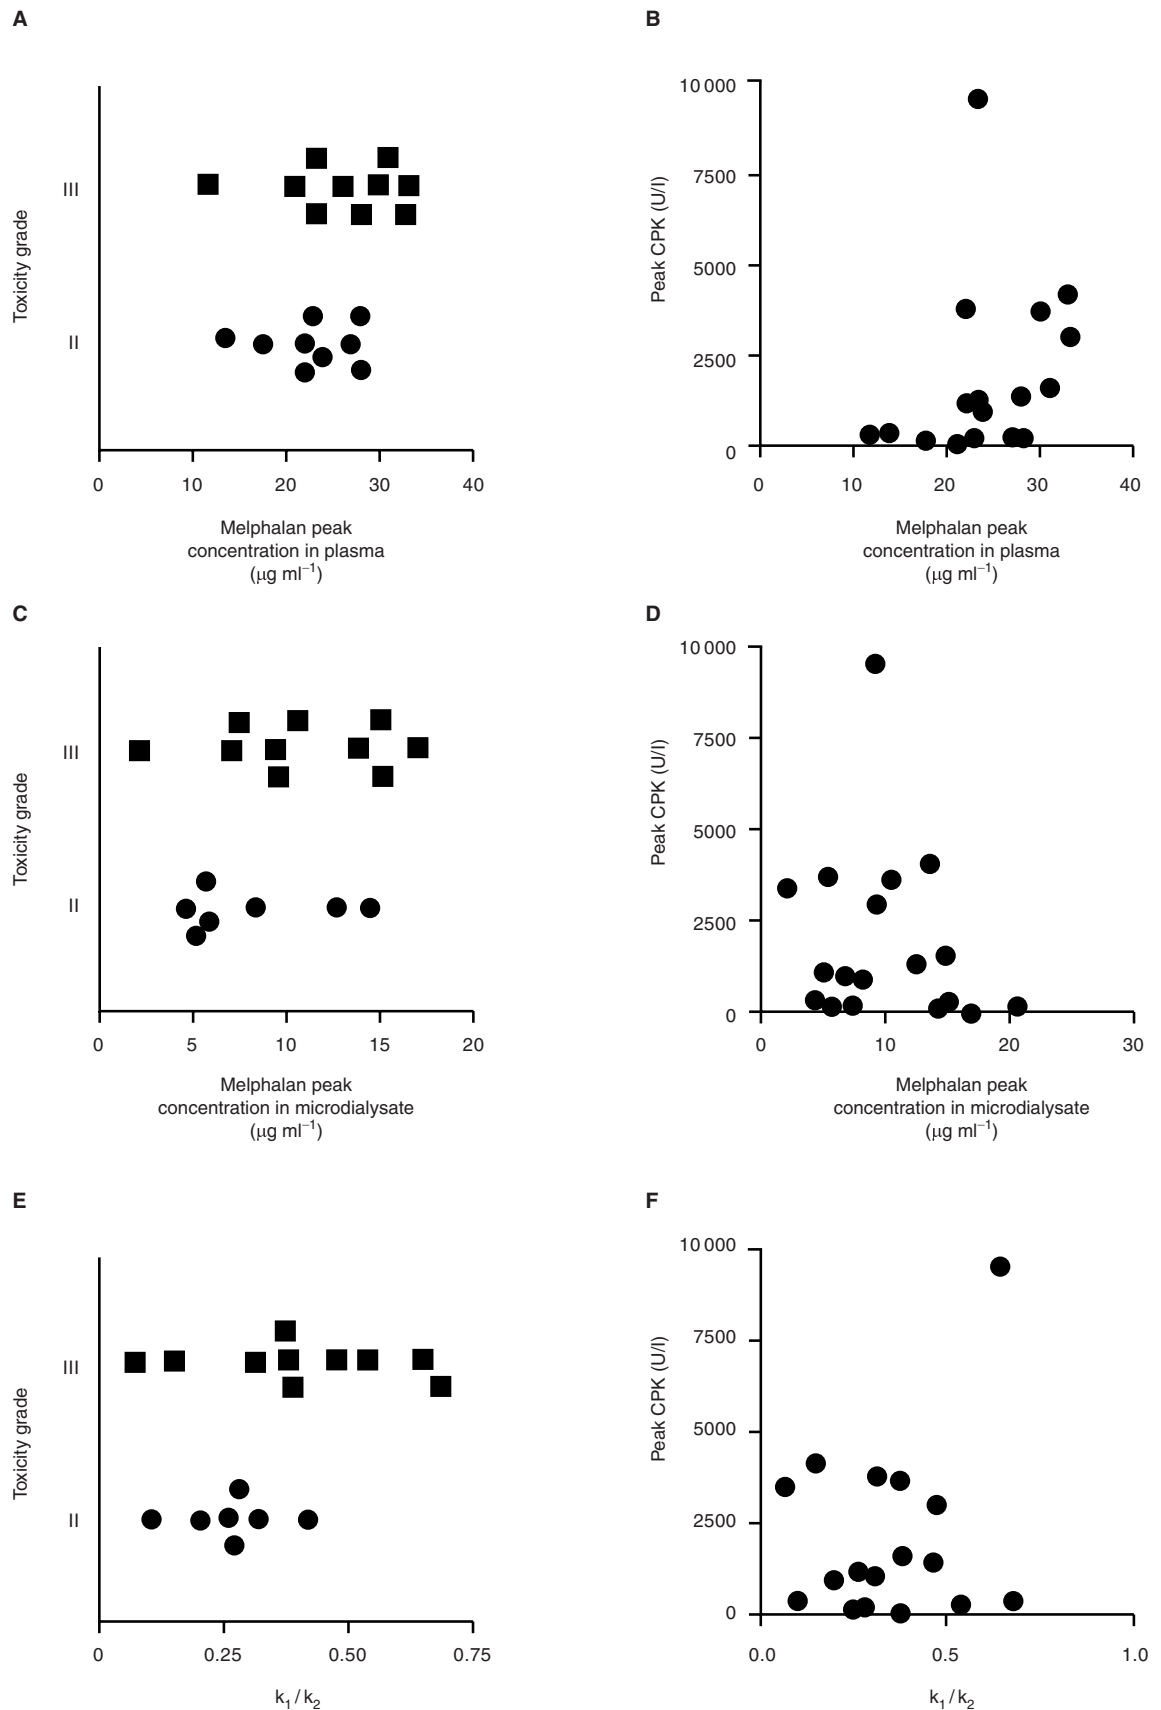 A
Toxicity grade
III
II
0 10 20 30 40
Melphalan peak
concentration in plasma
(μg ml⁻¹)
B
Peak CPK (U/l)
10 000
7500
5000
2500
0
0 10 20 30 40
Melphalan peak
concentration in plasma
(μg ml⁻¹)
C
Toxicity grade
III
II
0 5 10 15 20
Melphalan peak
concentration in microdialysate
(μg ml⁻¹)
D
Peak CPK (U/l)
10 000
7500
5000
2500
0
0 10 20 30
Melphalan peak
concentration in microdialysate
(μg ml⁻¹)
E
Toxicity grade
III
II
0 0.25 0.50 0.75
k₁ / k₂
F
Peak CPK (U/l)
10 000
7500
5000
2500
0
0.0 0.5 1.0
k₁ / k₂